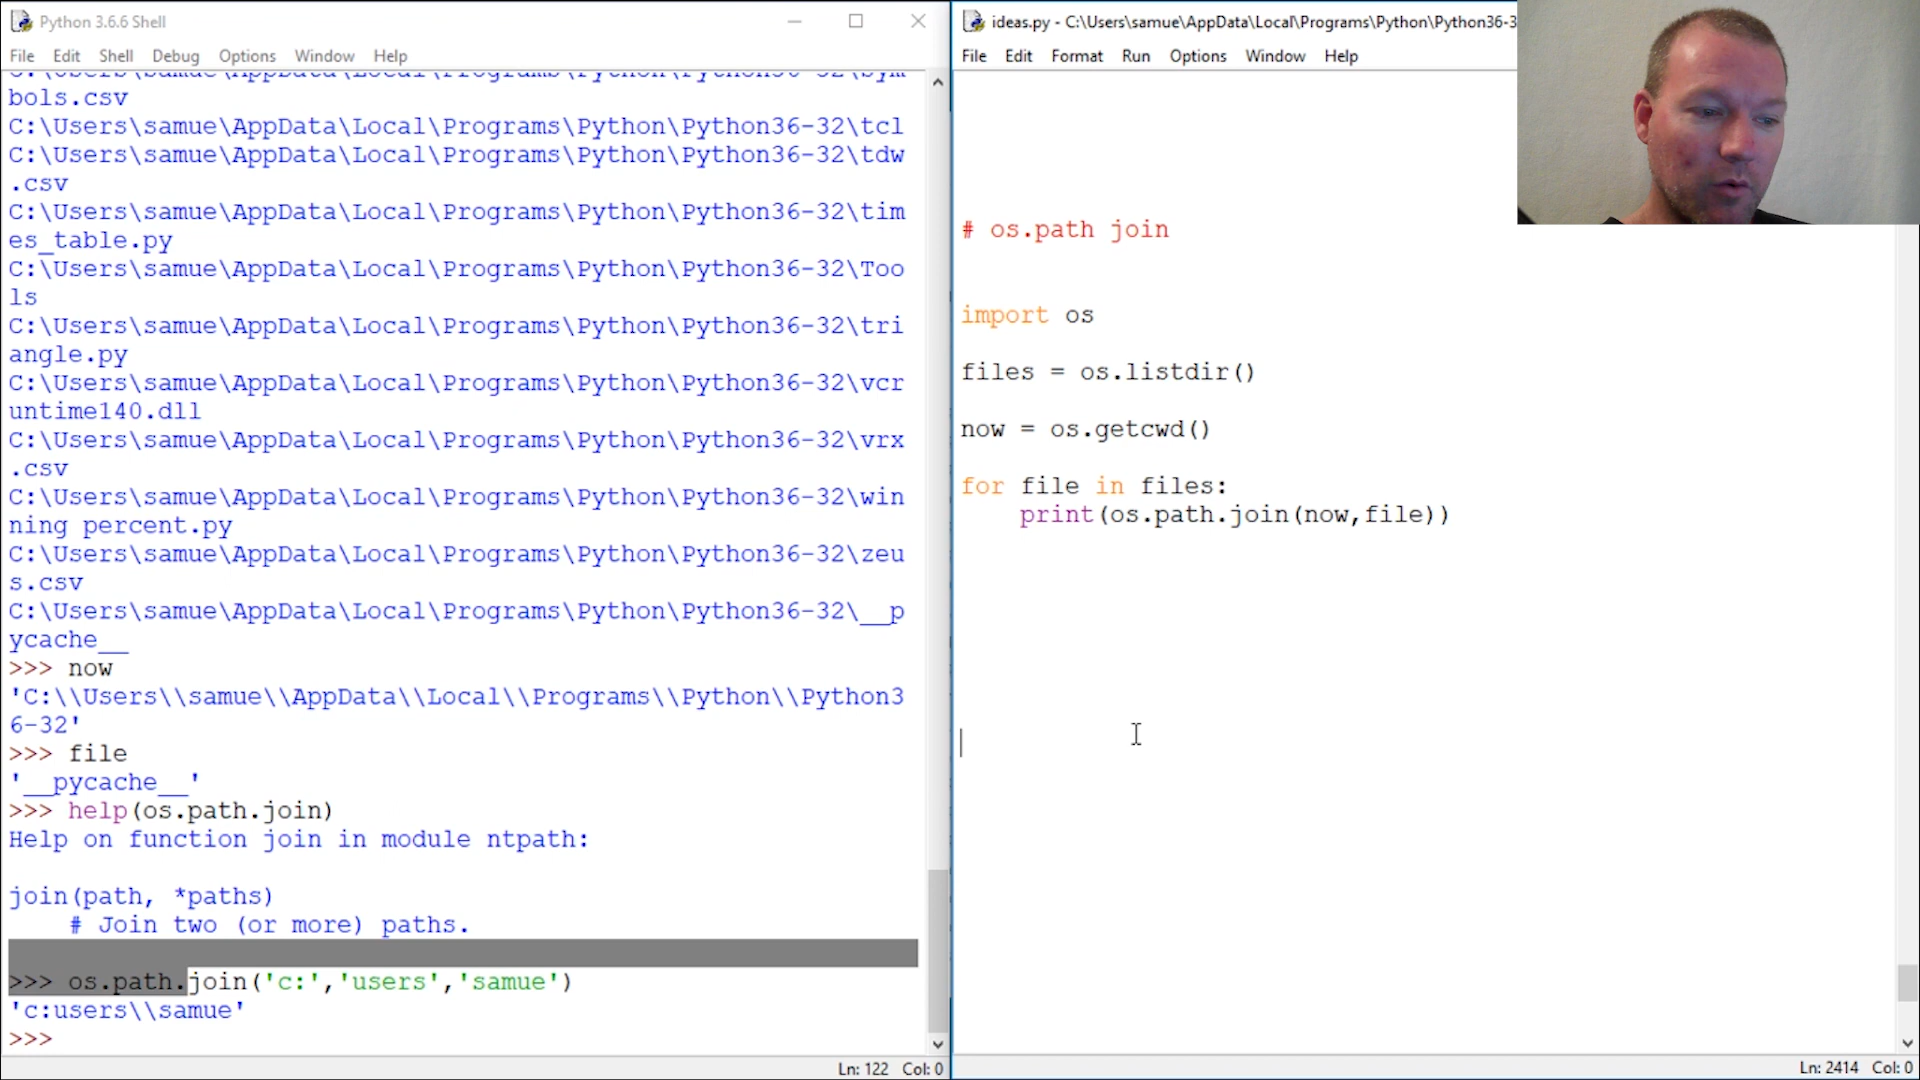 Python 3.6.6 Shell
File Edit Shell Debug Options Window Help
C:\Users\samue\AppData\Local\Programs\Python\Python36-32\sym
bols.csv
C:\Users\samue\AppData\Local\Programs\Python\Python36-32\tcl
C:\Users\samue\AppData\Local\Programs\Python\Python36-32\tdw
.csv
C:\Users\samue\AppData\Local\Programs\Python\Python36-32\tim
es_table.py
C:\Users\samue\AppData\Local\Programs\Python\Python36-32\Too
ls
C:\Users\samue\AppData\Local\Programs\Python\Python36-32\tri
angle.py
C:\Users\samue\AppData\Local\Programs\Python\Python36-32\vcr
untime140.dll
C:\Users\samue\AppData\Local\Programs\Python\Python36-32\vrx
.csv
C:\Users\samue\AppData\Local\Programs\Python\Python36-32\win
ning percent.py
C:\Users\samue\AppData\Local\Programs\Python\Python36-32\zeu
s.csv
C:\Users\samue\AppData\Local\Programs\Python\Python36-32\__p
ycache__
>>> now
'C:\\Users\\samue\\AppData\\Local\\Programs\\Python\\Python3
6-32'
>>> file
'__pycache__'
>>> help(os.path.join)
Help on function join in module ntpath:
join(path, *paths)
# Join two (or more) paths.
>>> os.path.join('c:','users','samue')
'c:users\\samue'
>>>
Ln: 122 Col: 0
ideas.py - C:\Users\samue\AppData\Local\Programs\Python\Python36-3
File Edit Format Run Options Window Help
# os.path join
import os
files = os.listdir()
now = os.getcwd()
for file in files:
print(os.path.join(now,file))
Ln: 2414 Col: 0